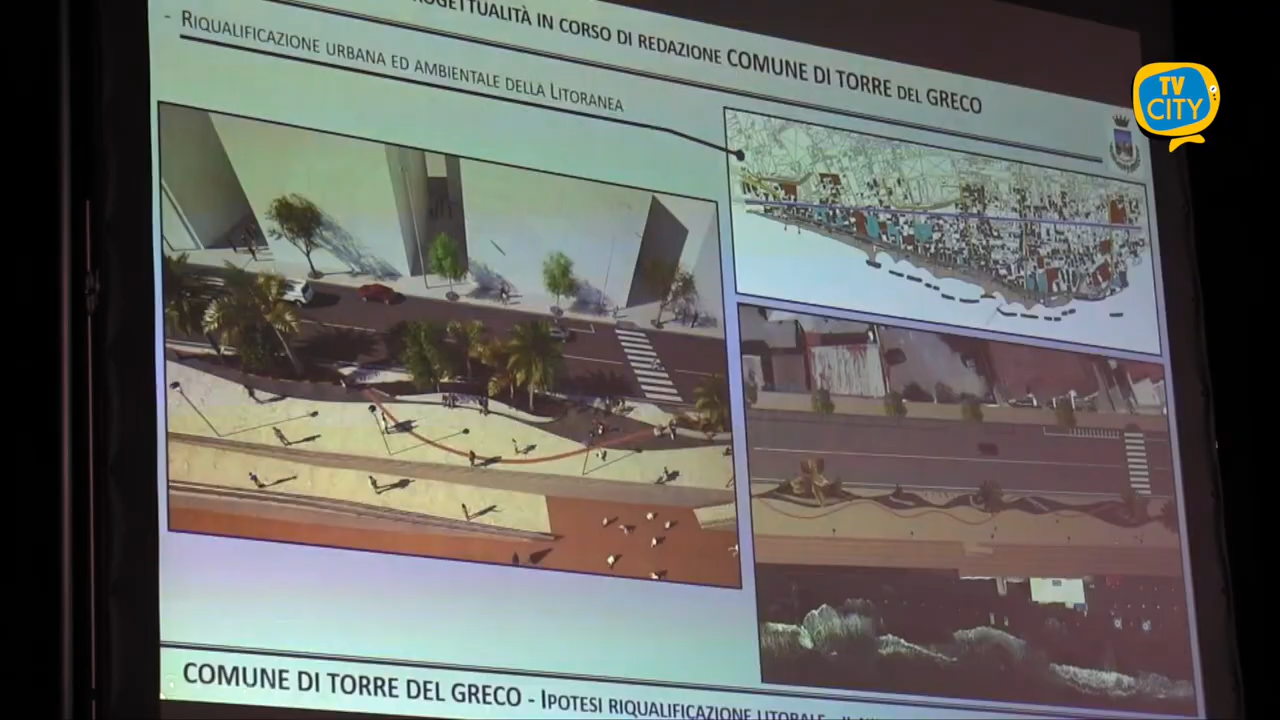 IN CORSO DI REDAZIONE COMUNE DI TORRE DEL GRECO
- RIQUALIFICAZIONE URBANA ED AMBIENTALE DELLA LITORANEA
TV
CITY
COMUNE DI TORRE DEL GRECO - IPOTESI RIQUALIFICAZIONE LITORALE